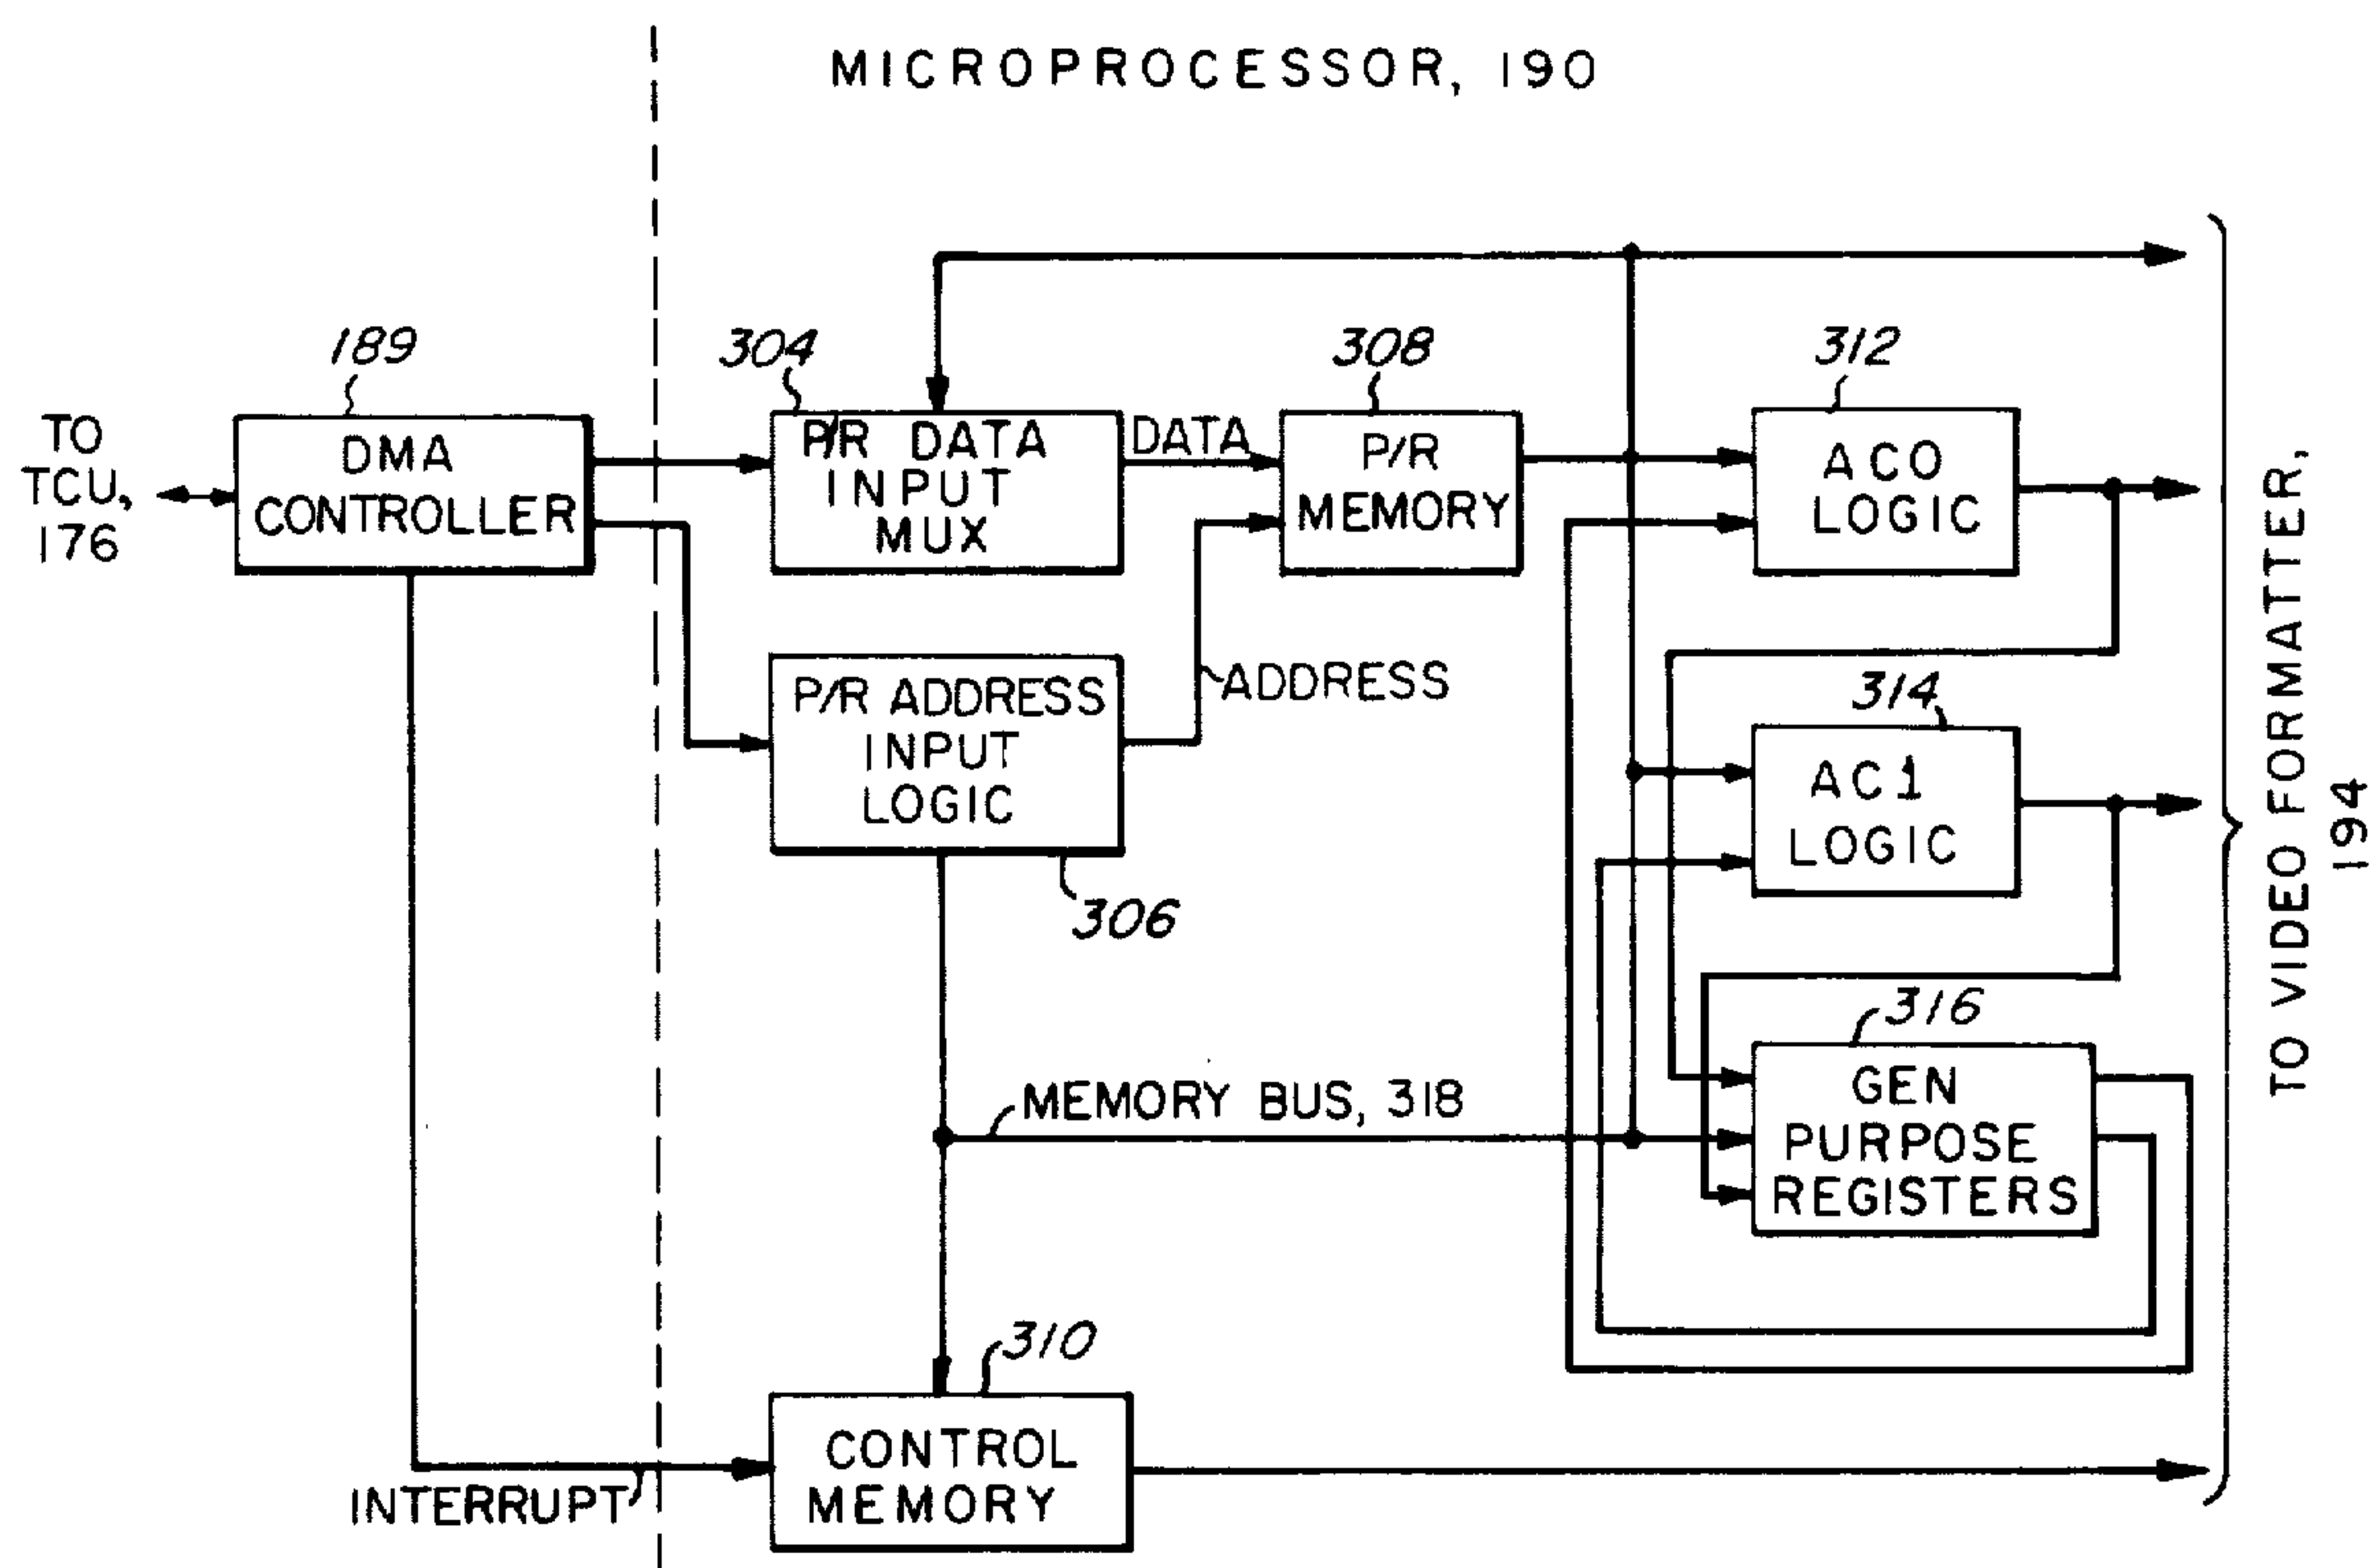 MICROPROCESSOR, 190
189
DMA
CONTROLLER
TO
TCU,
176
304
P/R DATA
INPUT
MUX
DATA
308
P/R
MEMORY
312
AC0
LOGIC
P/R ADDRESS
INPUT
LOGIC
306
ADDRESS
314
AC1
LOGIC
316
GEN
PURPOSE
REGISTERS
MEMORY BUS, 318
310
CONTROL
MEMORY
INTERRUPT
TO VIDEO FORMATTER,
194